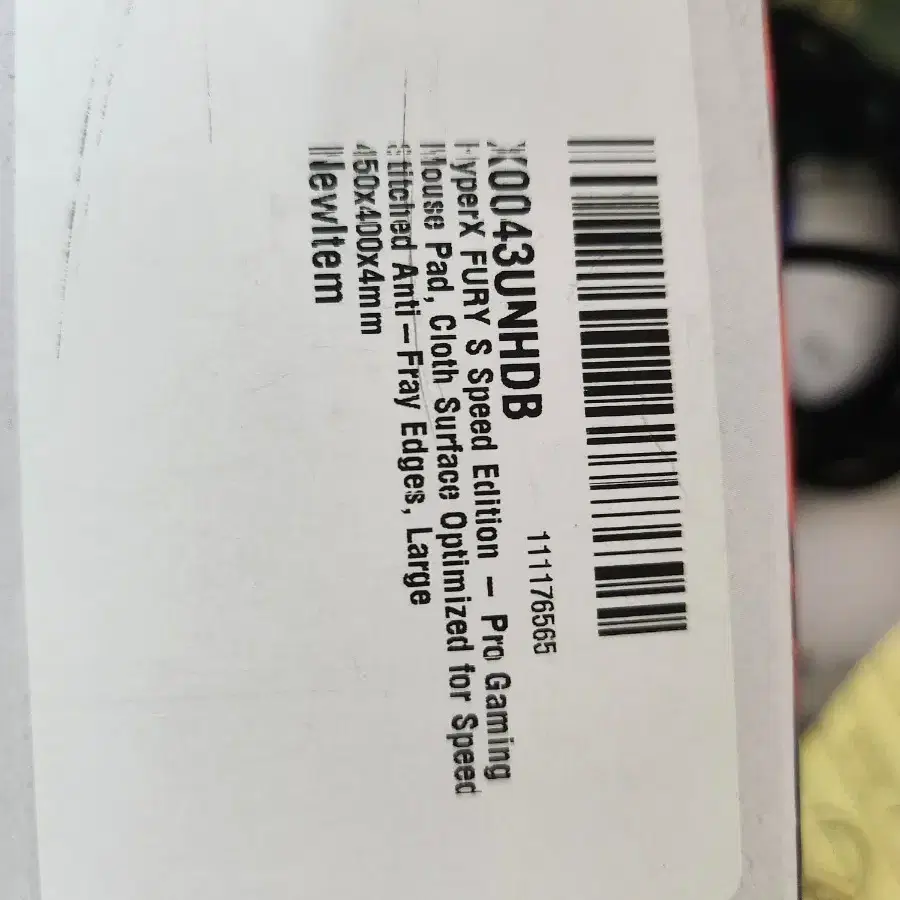 X0043UNHDB
111176565
HyperX FURY S Speed Edition - Pro Gaming
Mouse Pad, Cloth Surface Optimized for Speed
Stitched Anti-Fray Edges, Large
450x400x4mm
NewItem